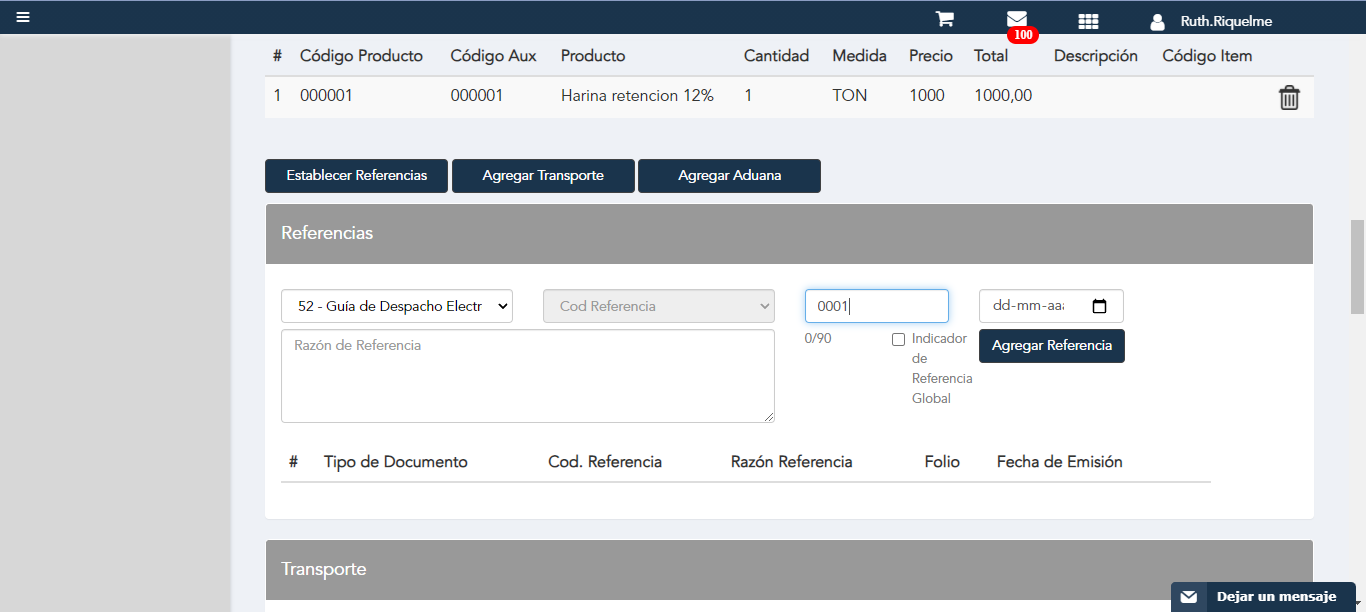 Ruth.Riquelme
100
# Código Producto Código Aux Producto Cantidad Medida Precio Total Descripción Código Item
1 000001 000001 Harina retencion 12% 1 TON 1000 1000,00
Establecer Referencias Agregar Transporte Agregar Aduana
Referencias
52 - Guía de Despacho Electr Cod Referencia 0001 dd-mm-aaa
Razón de Referencia 0/90 Indicador Agregar Referencia
de
Referencia
Global
# Tipo de Documento Cod. Referencia Razón Referencia Folio Fecha de Emisión
Transporte
Dejar un mensaje